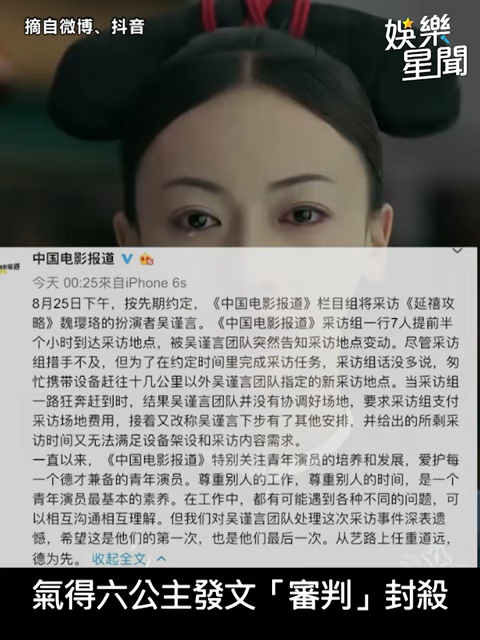 摘自微博、抖音
娛樂
星聞
中国电影报道
今天 00:25來自iPhone 6s
8月25日下午，按先期约定，《中国电影报道》栏目组将采访《延禧攻
略》魏璎珞的扮演者吴谨言。《中国电影报道》采访组一行7人提前半
个小时到达采访地点，被吴谨言团队突然告知采访地点变动。尽管采访
组措手不及，但为了在约定时间里完成采访任务，采访组话没多说，匆
忙携带设备赶往十几公里以外吴谨言团队指定的新采访地点。当采访组
一路狂奔赶到时，结果吴谨言团队并没有协调好场地，要求采访组支付
采访场地费用，接着又改称吴谨言下步有了其他安排，并给出的所剩采
访时间又无法满足设备架设和采访内容需求。
一直以来，《中国电影报道》特别关注青年演员的培养和发展，爱护每
一个德才兼备的青年演员。尊重别人的工作，尊重别人的时间，是一个
青年演员最基本的素养。在工作中，都有可能遇到各种不同的问题，可
以相互沟通相互理解。但我们对吴谨言团队处理这次采访事件深表遗
憾，希望这是他们的第一次，也是他们最后一次。从艺路上任重道远，
德为先。 收起全文
氣得六公主發文「審判」封殺